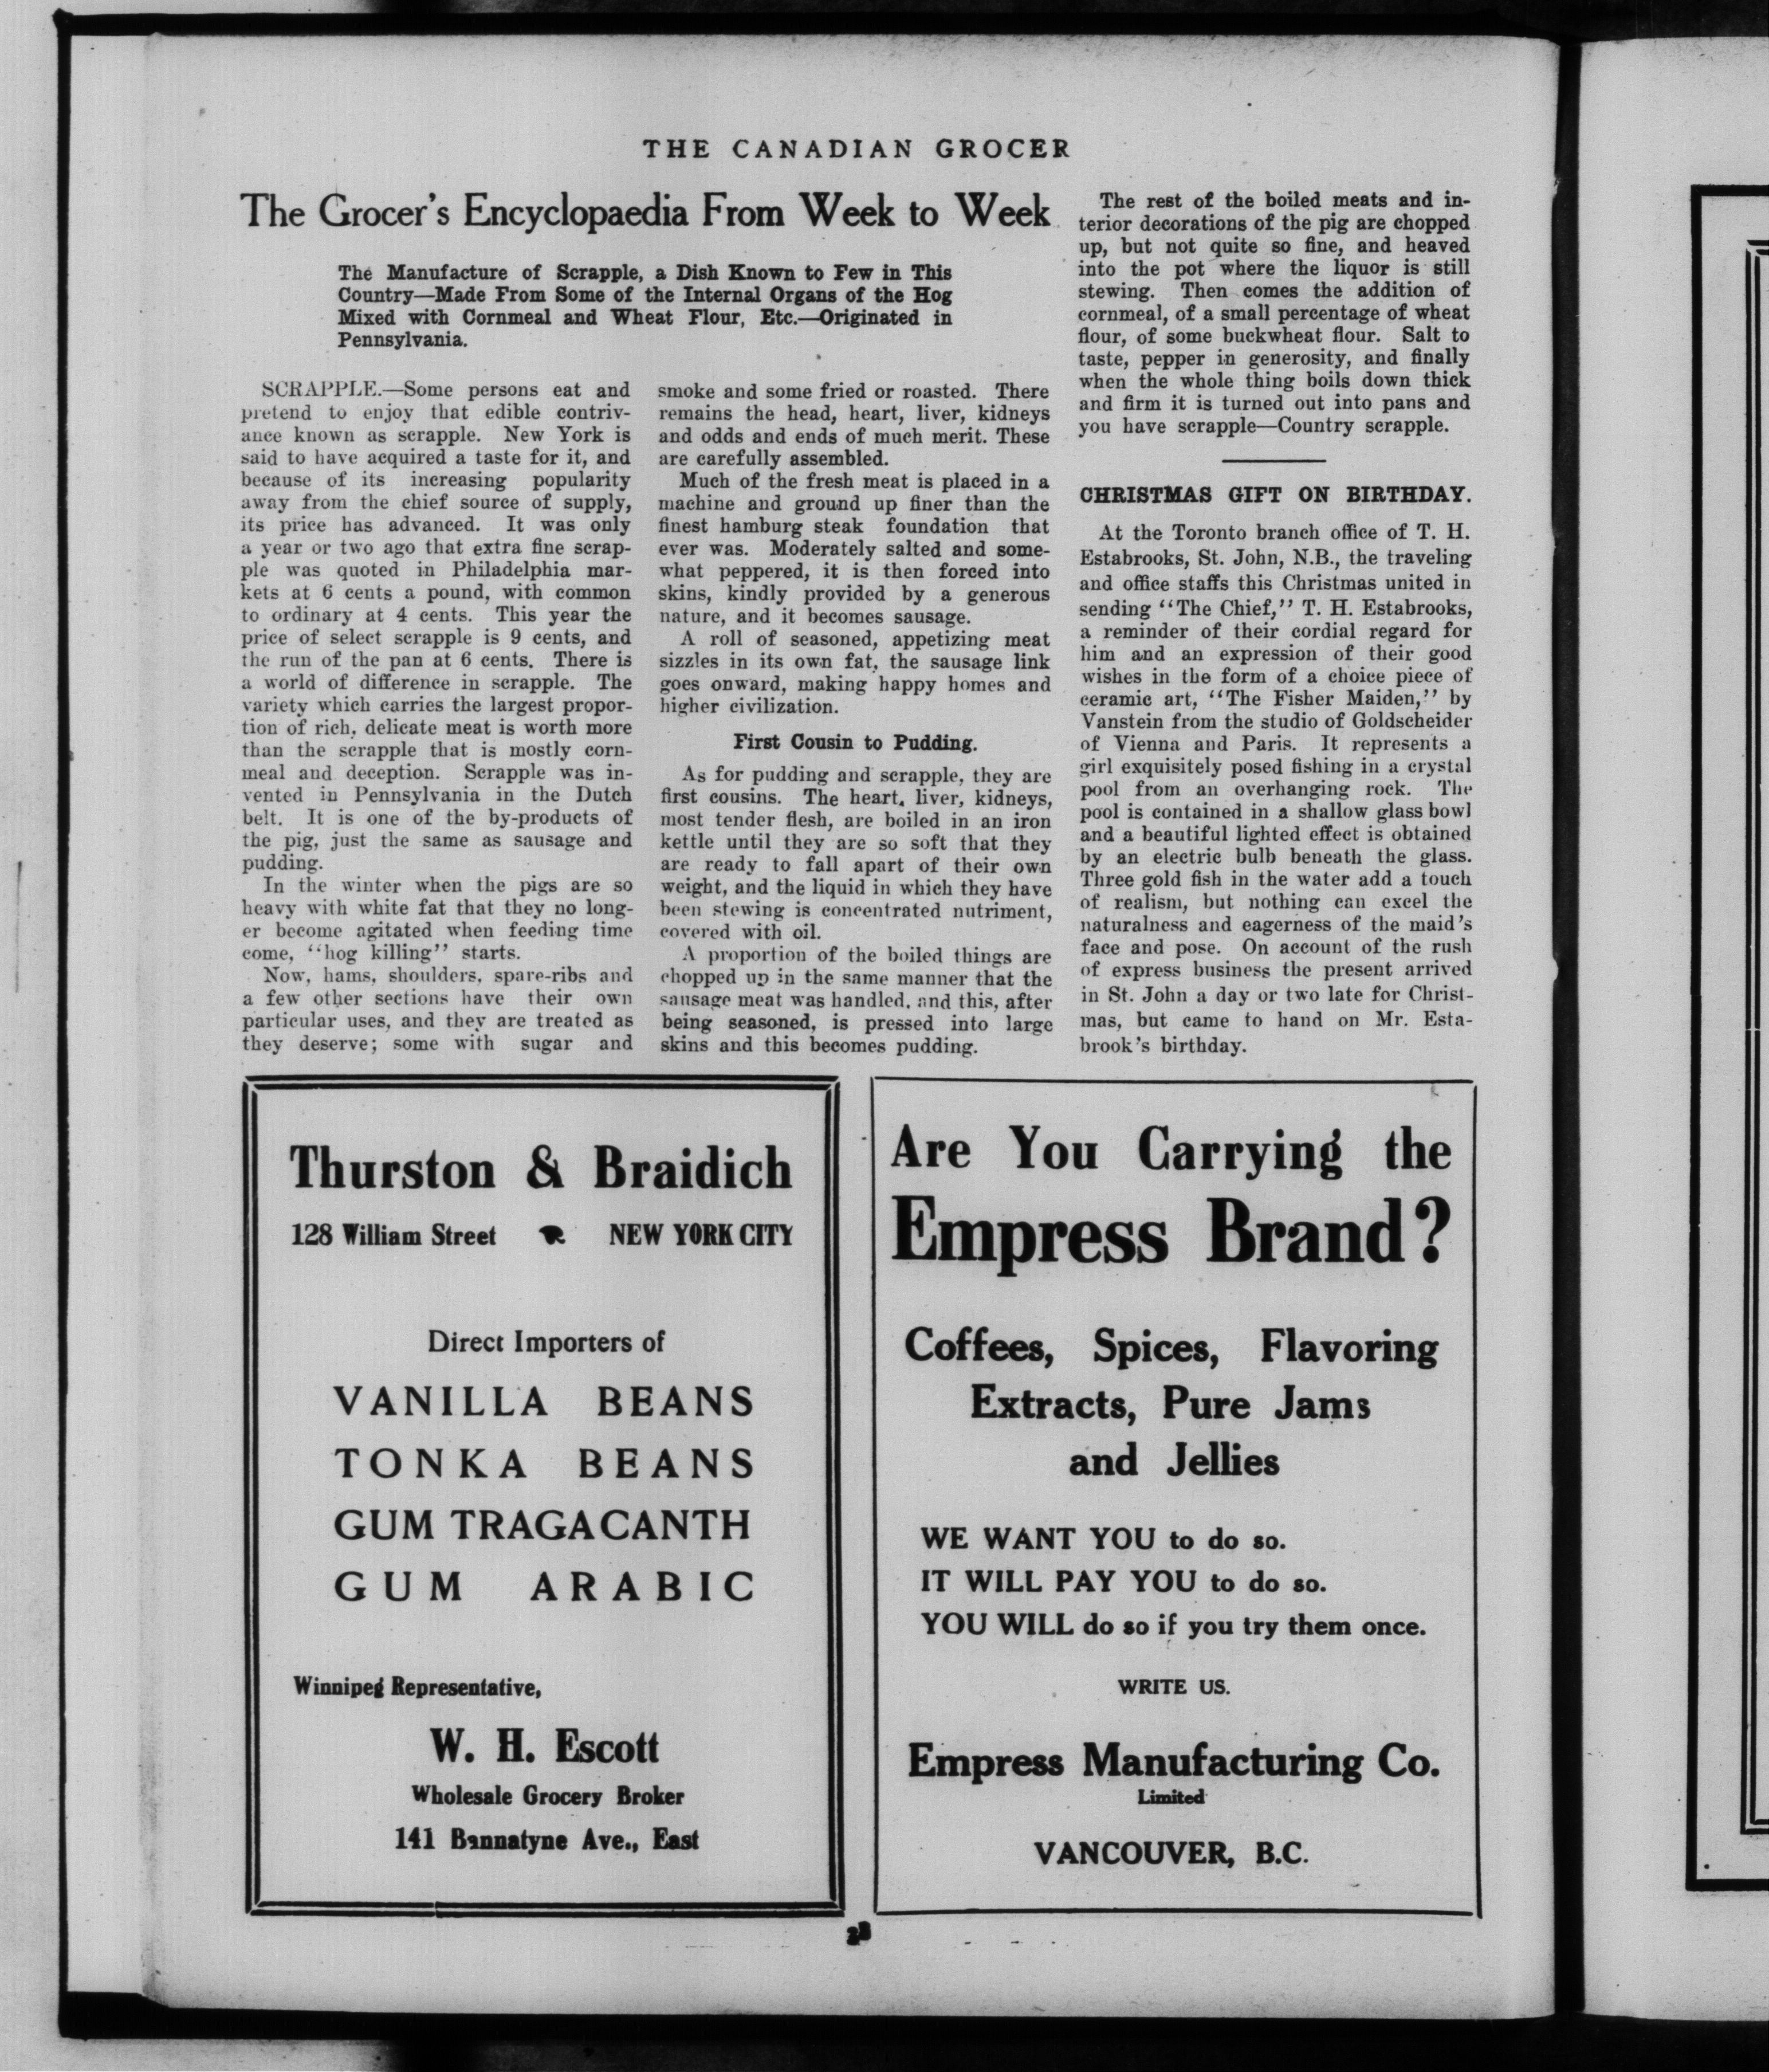 THE CANADIAN GROCER
The Grocer's Encyclopaedia From Week to Week
The Manufacture of Scrapple, a Dish Known to Few in This
Country—Made From Some of the Internal Organs of the Hog
Mixed with Cornmeal and Wheat Flour, Etc.—Originated in
Pennsylvania.
SCRAPPLE.—Some persons eat and
pretend to enjoy that edible contriv-
ance known as scrapple. New York is
said to have acquired a taste for it, and
because of its increasing popularity
away from the chief source of supply,
its price has advanced. It was only
a year or two ago that extra fine scrap-
ple was quoted in Philadelphia mar-
kets at 6 cents a pound, with common
to ordinary at 4 cents. This year the
price of select scrapple is 9 cents, and
the run of the pan at 6 cents. There is
a world of difference in scrapple. The
variety which carries the largest propor-
tion of rich, delicate meat is worth more
than the scrapple that is mostly corn-
meal and deception. Scrapple was in-
vented in Pennsylvania in the Dutch
belt. It is one of the by-products of
the pig, just the same as sausage and
pudding.
In the winter when the pigs are so
heavy with white fat that they no long-
er become agitated when feeding time
come, "hog killing" starts.
Now, hams, shoulders, spare-ribs and
a few other sections have their own
particular uses, and they are treated as
they deserve; some with sugar and
smoke and some fried or roasted. There
remains the head, heart, liver, kidneys
and odds and ends of much merit. These
are carefully assembled.
Much of the fresh meat is placed in a
machine and ground up finer than the
finest hamburg steak foundation that
ever was. Moderately salted and some-
what peppered, it is then forced into
skins, kindly provided by a generous
nature, and it becomes sausage.
A roll of seasoned, appetizing meat
sizzles in its own fat, the sausage link
goes onward, making happy homes and
higher civilization.
First Cousin to Pudding.
As for pudding and scrapple, they are
first cousins. The heart, liver, kidneys,
most tender flesh, are boiled in an iron
kettle until they are so soft that they
are ready to fall apart of their own
weight, and the liquid in which they have
been stewing is concentrated nutriment,
covered with oil.
A proportion of the boiled things are
chopped up in the same manner that the
sausage meat was handled, and this, after
being seasoned, is pressed into large
skins and this becomes pudding.
The rest of the boiled meats and in-
terior decorations of the pig are chopped
up, but not quite so fine, and heaved
into the pot where the liquor is still
stewing. Then comes the addition of
cornmeal, of a small percentage of wheat
flour, of some buckwheat flour. Salt to
taste, pepper in generosity, and finally
when the whole thing boils down thick
and firm it is turned out into pans and
you have scrapple—Country scrapple.
CHRISTMAS GIFT ON BIRTHDAY.
At the Toronto branch office of T. H.
Estabrooks, St. John, N.B., the traveling
and office staffs this Christmas united in
sending "The Chief," T. H. Estabrooks,
a reminder of their cordial regard for
him and an expression of their good
wishes in the form of a choice piece of
ceramic art, "The Fisher Maiden," by
Vanstein from the studio of Goldscheider
of Vienna and Paris. It represents a
girl exquisitely posed fishing in a crystal
pool from an overhanging rock. The
pool is contained in a shallow glass bowl
and a beautiful lighted effect is obtained
by an electric bulb beneath the glass.
Three gold fish in the water add a touch
of realism, but nothing can excel the
naturalness and eagerness of the maid's
face and pose. On account of the rush
of express business the present arrived
in St. John a day or two late for Christ-
mas, but came to hand on Mr. Esta-
brook's birthday.
Thurston & Braidich
128 William Street NEW YORK CITY
Direct Importers of
VANILLA BEANS
TONKA BEANS
GUM TRAGACANTH
GUM ARABIC
Winnipeg Representative,
W. H. Escott
Wholesale Grocery Broker
141 Bannatyne Ave., East
Are You Carrying the
Empress Brand?
Coffees, Spices, Flavoring
Extracts, Pure Jams
and Jellies
WE WANT YOU to do so.
IT WILL PAY YOU to do so.
YOU WILL do so if you try them once.
WRITE US.
Empress Manufacturing Co.
Limited
VANCOUVER, B.C.